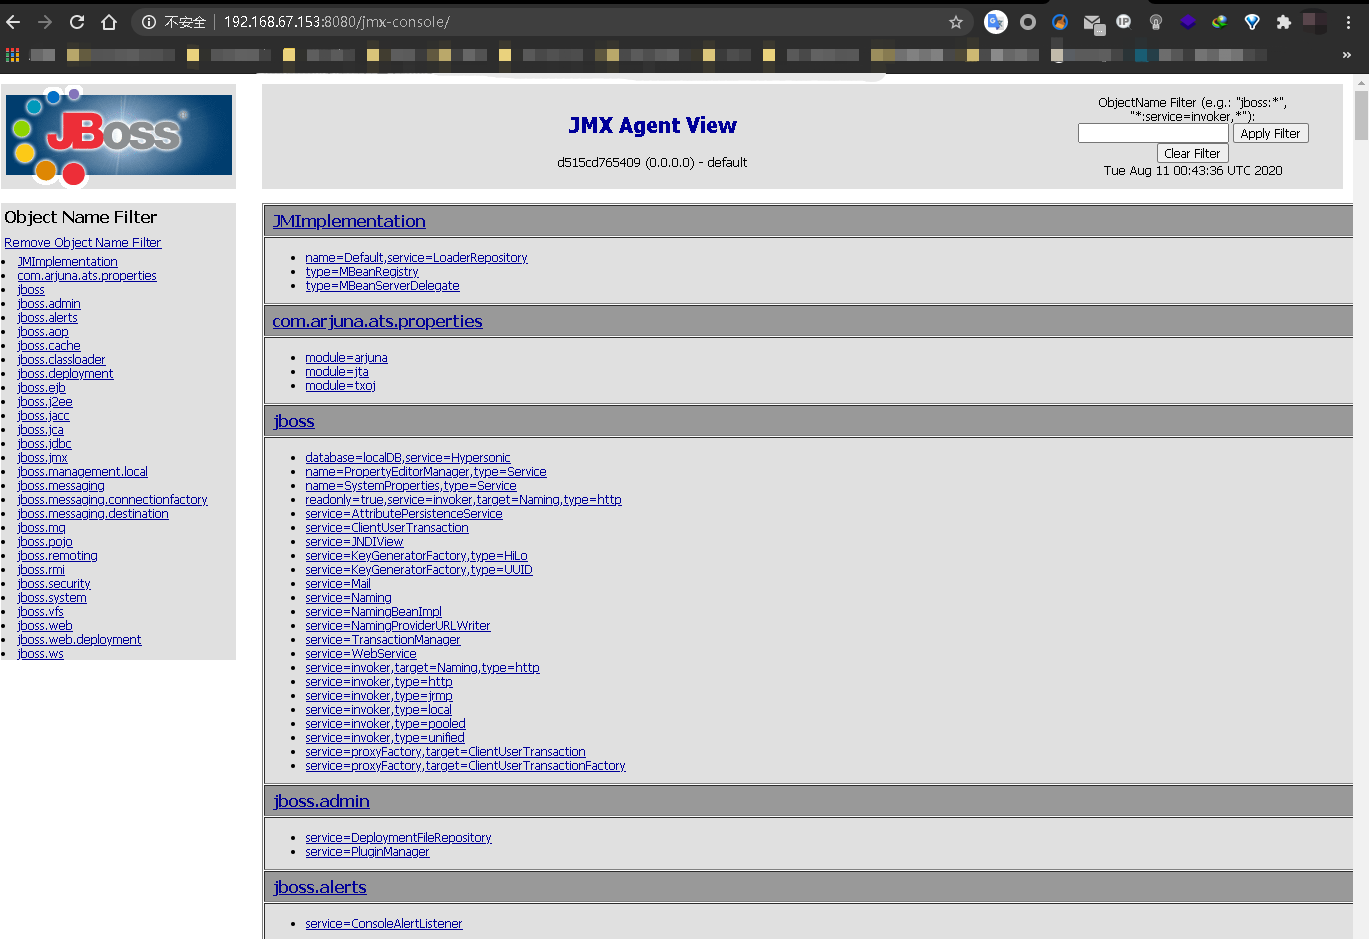 不安全 192.168.67.153:8080/jmx-console/
JBoss
JMX Agent View
d515cd765409 (0.0.0.0) - default
ObjectName Filter (e.g.: "jboss:*",
"*:service=invoker,*"):
Apply Filter
Clear Filter
Tue Aug 11 00:43:36 UTC 2020
Object Name Filter
Remove Object Name Filter
JMImplementation
com.arjuna.ats.properties
jboss
jboss.admin
jboss.alerts
jboss.aop
jboss.cache
jboss.classloader
jboss.deployment
jboss.ejb
jboss.j2ee
jboss.jacc
jboss.jca
jboss.jdbc
jboss.jmx
jboss.management.local
jboss.messaging
jboss.messaging.connectionfactory
jboss.messaging.destination
jboss.mq
jboss.pojo
jboss.remoting
jboss.rmi
jboss.security
jboss.system
jboss.vfs
jboss.web
jboss.web.deployment
jboss.ws
JMImplementation
name=Default,service=LoaderRepository
type=MBeanRegistry
type=MBeanServerDelegate
com.arjuna.ats.properties
module=arjuna
module=jta
module=txoj
jboss
database=localDB,service=Hypersonic
name=PropertyEditorManager,type=Service
name=SystemProperties,type=Service
readonly=true,service=invoker,target=Naming,type=http
service=AttributePersistenceService
service=ClientUserTransaction
service=JNDIView
service=KeyGeneratorFactory,type=HiLo
service=KeyGeneratorFactory,type=UUID
service=Mail
service=Naming
service=NamingBeanImpl
service=NamingProviderURLWriter
service=TransactionManager
service=WebService
service=invoker,target=Naming,type=http
service=invoker,type=http
service=invoker,type=jrmp
service=invoker,type=local
service=invoker,type=pooled
service=invoker,type=unified
service=proxyFactory,target=ClientUserTransaction
service=proxyFactory,target=ClientUserTransactionFactory
jboss.admin
service=DeploymentFileRepository
service=PluginManager
jboss.alerts
service=ConsoleAlertListener